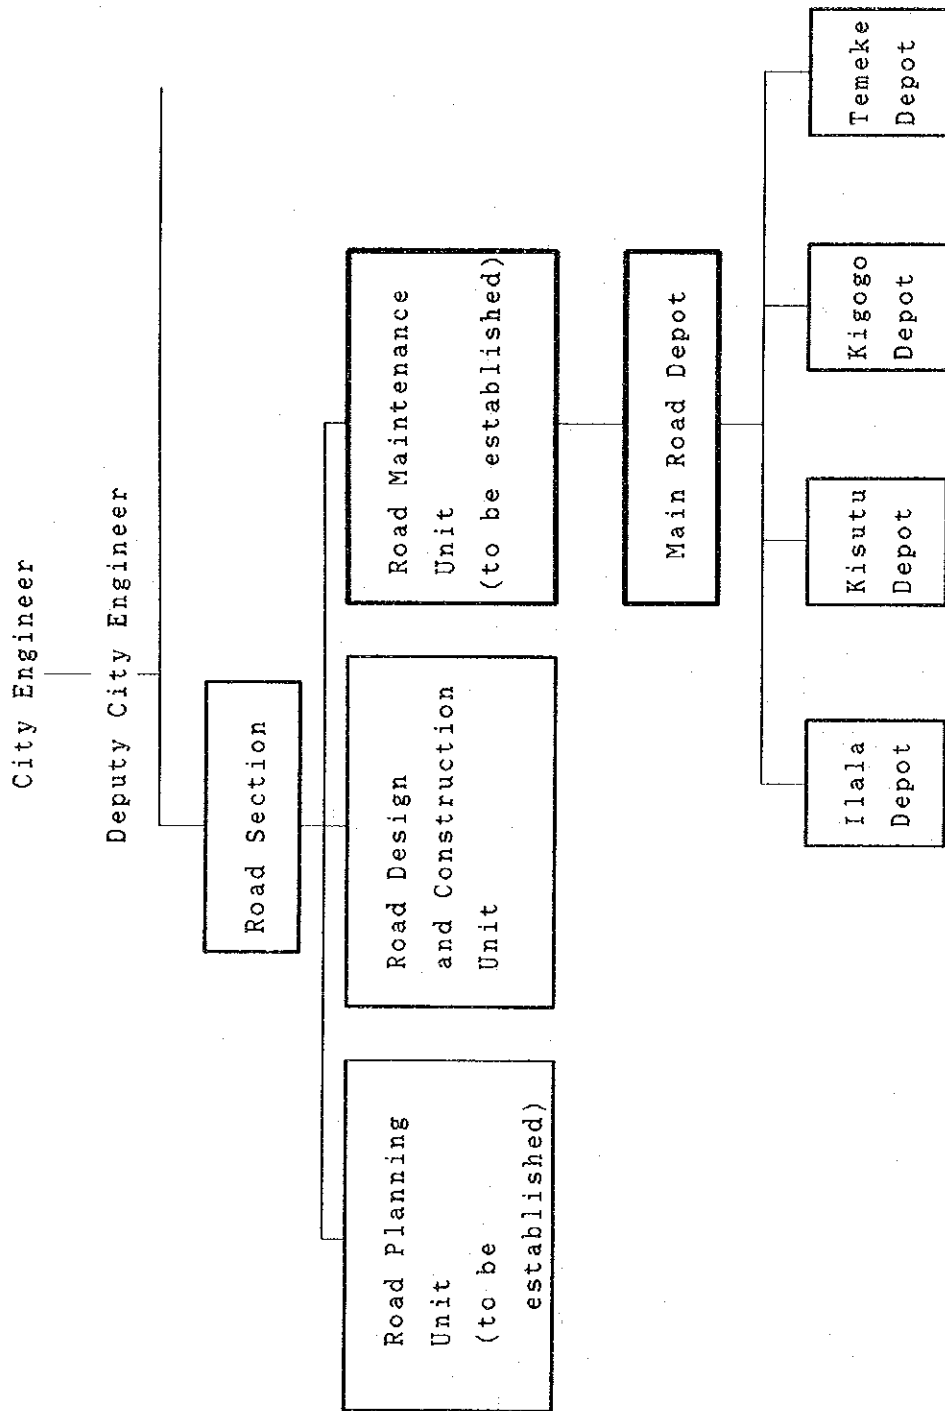 City Engineer
Deputy City Engineer
Road Section
Road Planning
Unit
(to be
established)
Road Design
and Construction
Unit
Road Maintenance
Unit
(to be established)
Main Road Depot
Ilala
Depot
Kisutu
Depot
Kigogo
Depot
Temeke
Depot